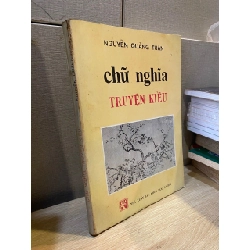 NGUYỄN QUẢNG TUÂN
chữ nghĩa
TRUYỆN KIỀU